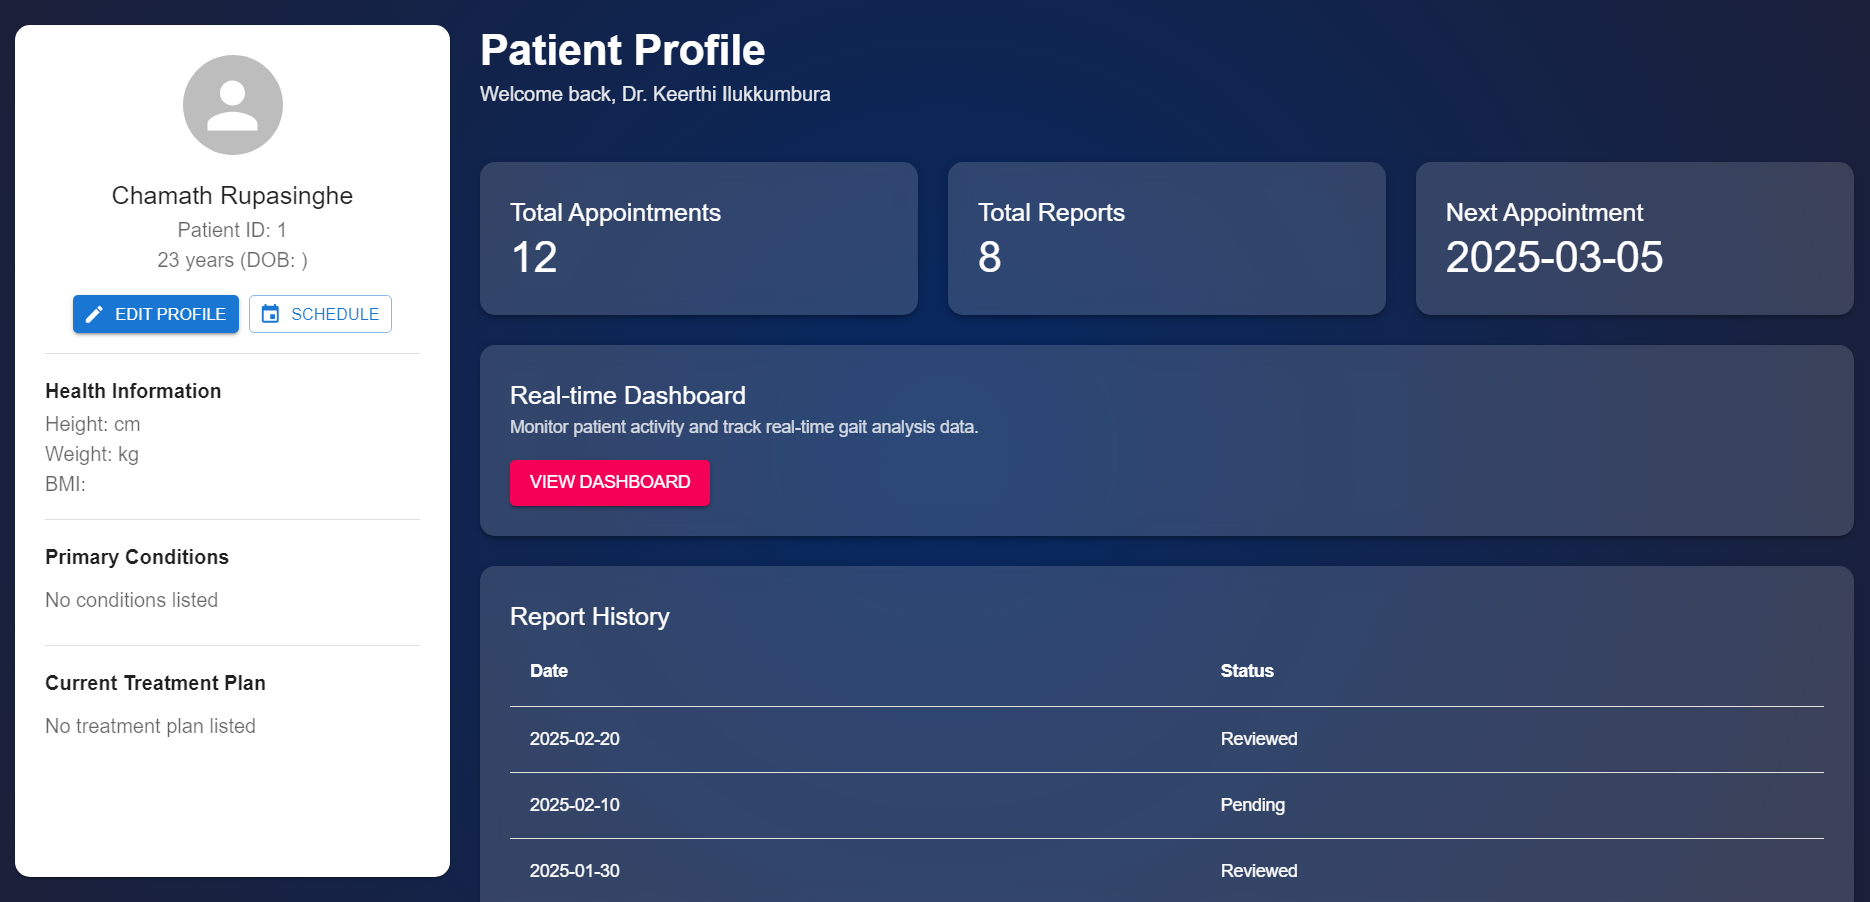 Chamath Rupasinghe
Patient ID: 1
23 years (DOB: )
EDIT PROFILE
SCHEDULE
Health Information
Height: cm
Weight: kg
BMI:
Primary Conditions
No conditions listed
Current Treatment Plan
No treatment plan listed
Patient Profile
Welcome back, Dr. Keerthi Ilukkumbura
Total Appointments
12
Total Reports
8
Next Appointment
2025-03-05
Real-time Dashboard
Monitor patient activity and track real-time gait analysis data.
VIEW DASHBOARD
Report History
Date Status
2025-02-20 Reviewed
2025-02-10 Pending
2025-01-30 Reviewed